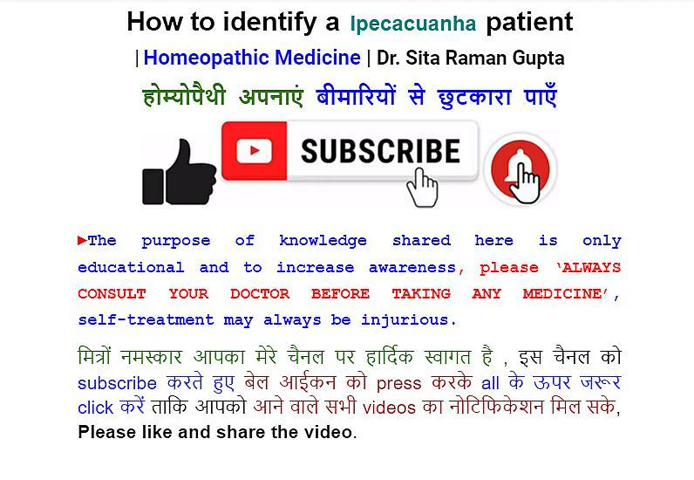 How to identify a Ipecacuanha patient
| Homeopathic Medicine | Dr. Sita Raman Gupta
होम्योपैथी अपनाएं बीमारियों से छुटकारा पाएँ
SUBSCRIBE
►The purpose of knowledge shared here is only
educational and to increase awareness, please ‘ALWAYS
CONSULT YOUR DOCTOR BEFORE TAKING ANY MEDICINE’,
self-treatment may always be injurious.
मित्रों नमस्कार आपका मेरे चैनल पर हार्दिक स्वागत है , इस चैनल को
subscribe करते हुए बेल आईकन को press करके all के ऊपर जरूर
click करें ताकि आपको आने वाले सभी videos का नोटिफिकेशन मिल सके,
Please like and share the video.